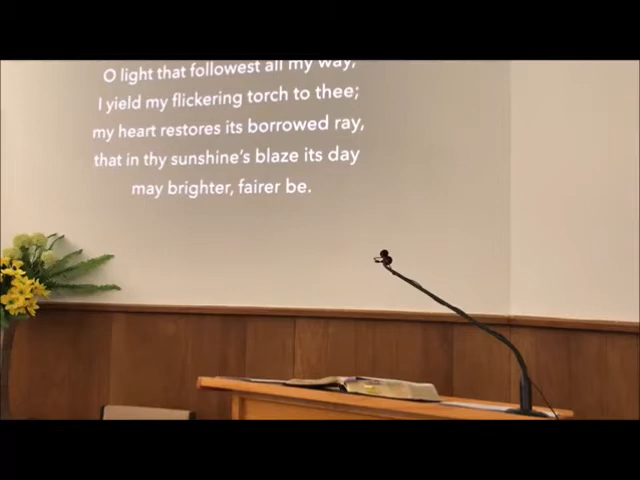 O light that followest all my way,
I yield my flickering torch to thee;
my heart restores its borrowed ray,
that in thy sunshine's blaze its day
may brighter, fairer be.